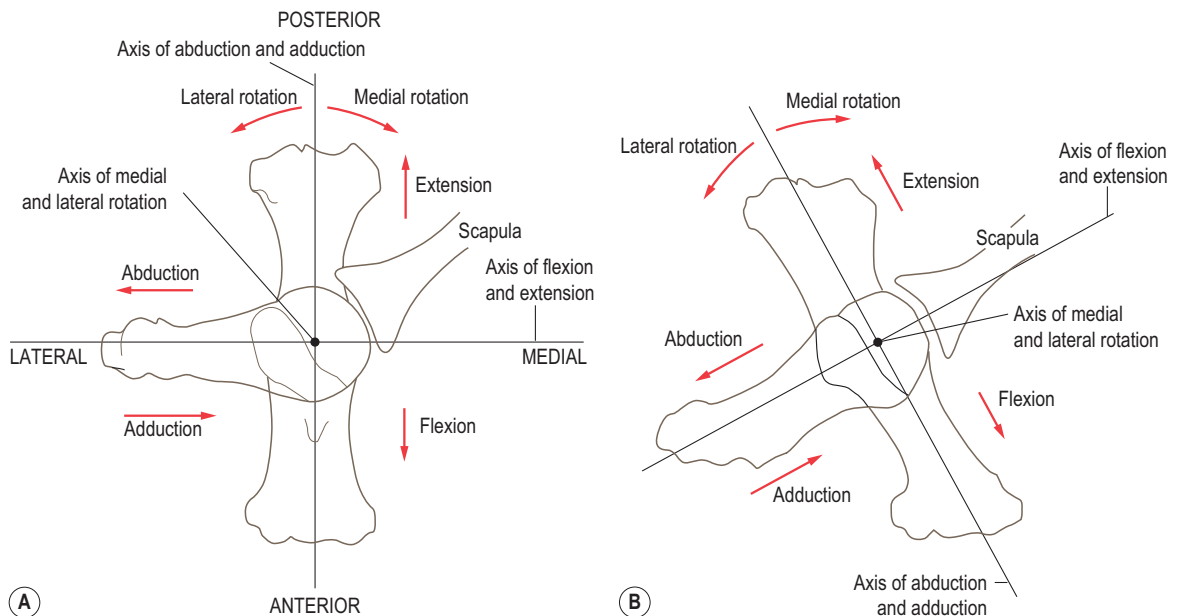 POSTERIOR
Axis of abduction and adduction
Lateral rotation
Medial rotation
Axis of medial
and lateral rotation
Extension
Scapula
Abduction
Axis of flexion
and extension
LATERAL
MEDIAL
Adduction
Flexion
A
ANTERIOR
Medial rotation
Lateral rotation
Axis of flexion
and extension
Extension
Scapula
Abduction
Axis of medial
and lateral rotation
Flexion
Adduction
B
Axis of abduction
and adduction